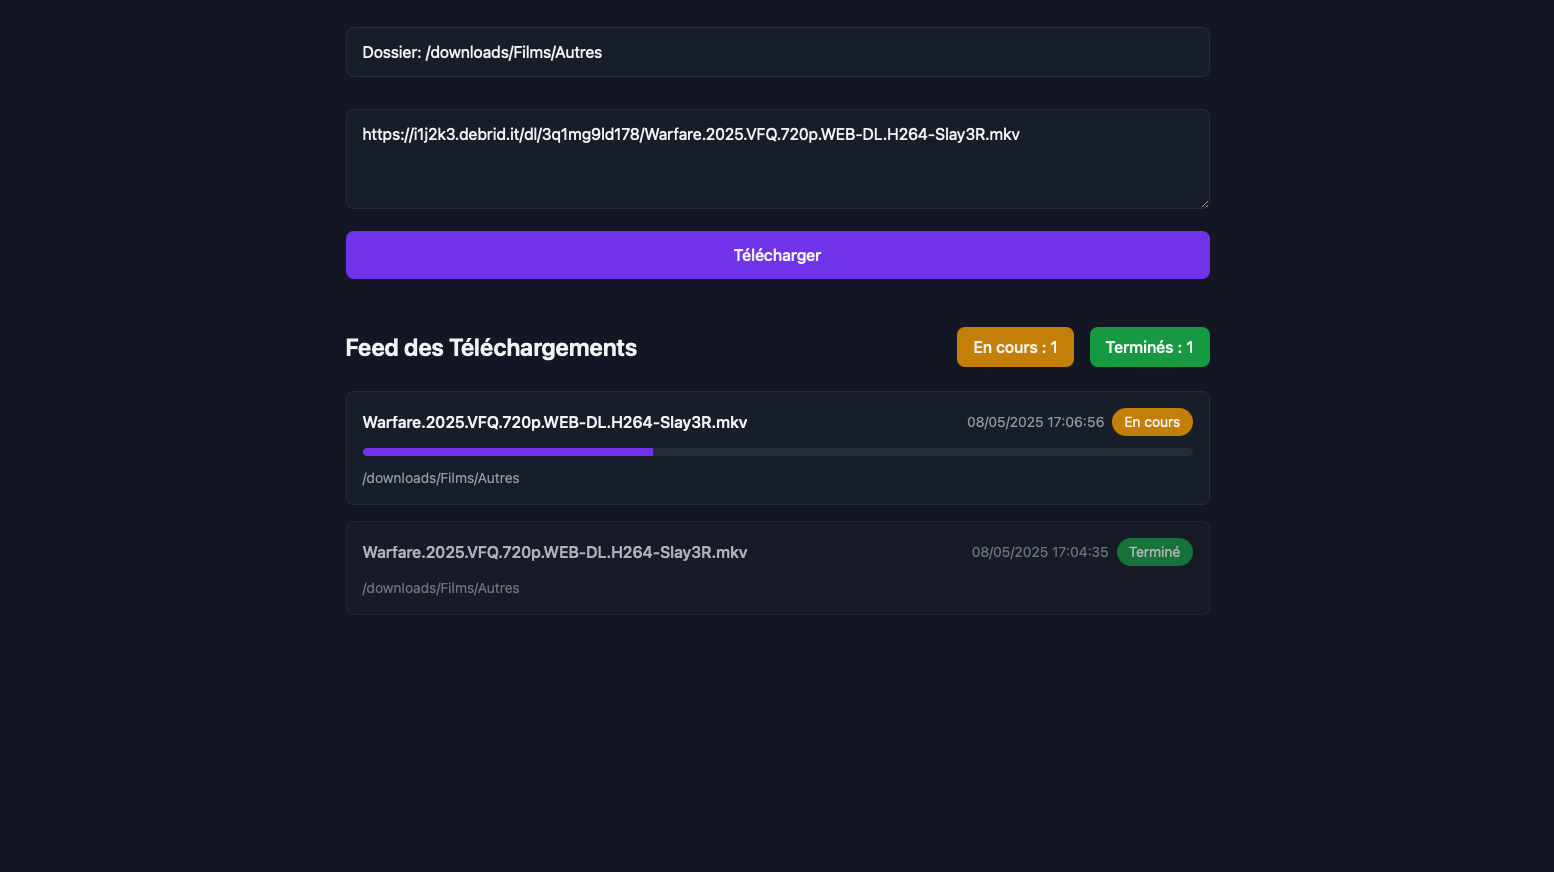 Dossier: /downloads/Films/Autres
https://i1j2k3.debrid.it/dl/3q1mg9ld178/Warfare.2025.VFQ.720p.WEB-DL.H264-Slay3R.mkv
Télécharger
Feed des Téléchargements
En cours : 1
Terminés : 1
Warfare.2025.VFQ.720p.WEB-DL.H264-Slay3R.mkv
08/05/2025 17:06:56
En cours
/downloads/Films/Autres
Warfare.2025.VFQ.720p.WEB-DL.H264-Slay3R.mkv
08/05/2025 17:04:35
Terminé
/downloads/Films/Autres